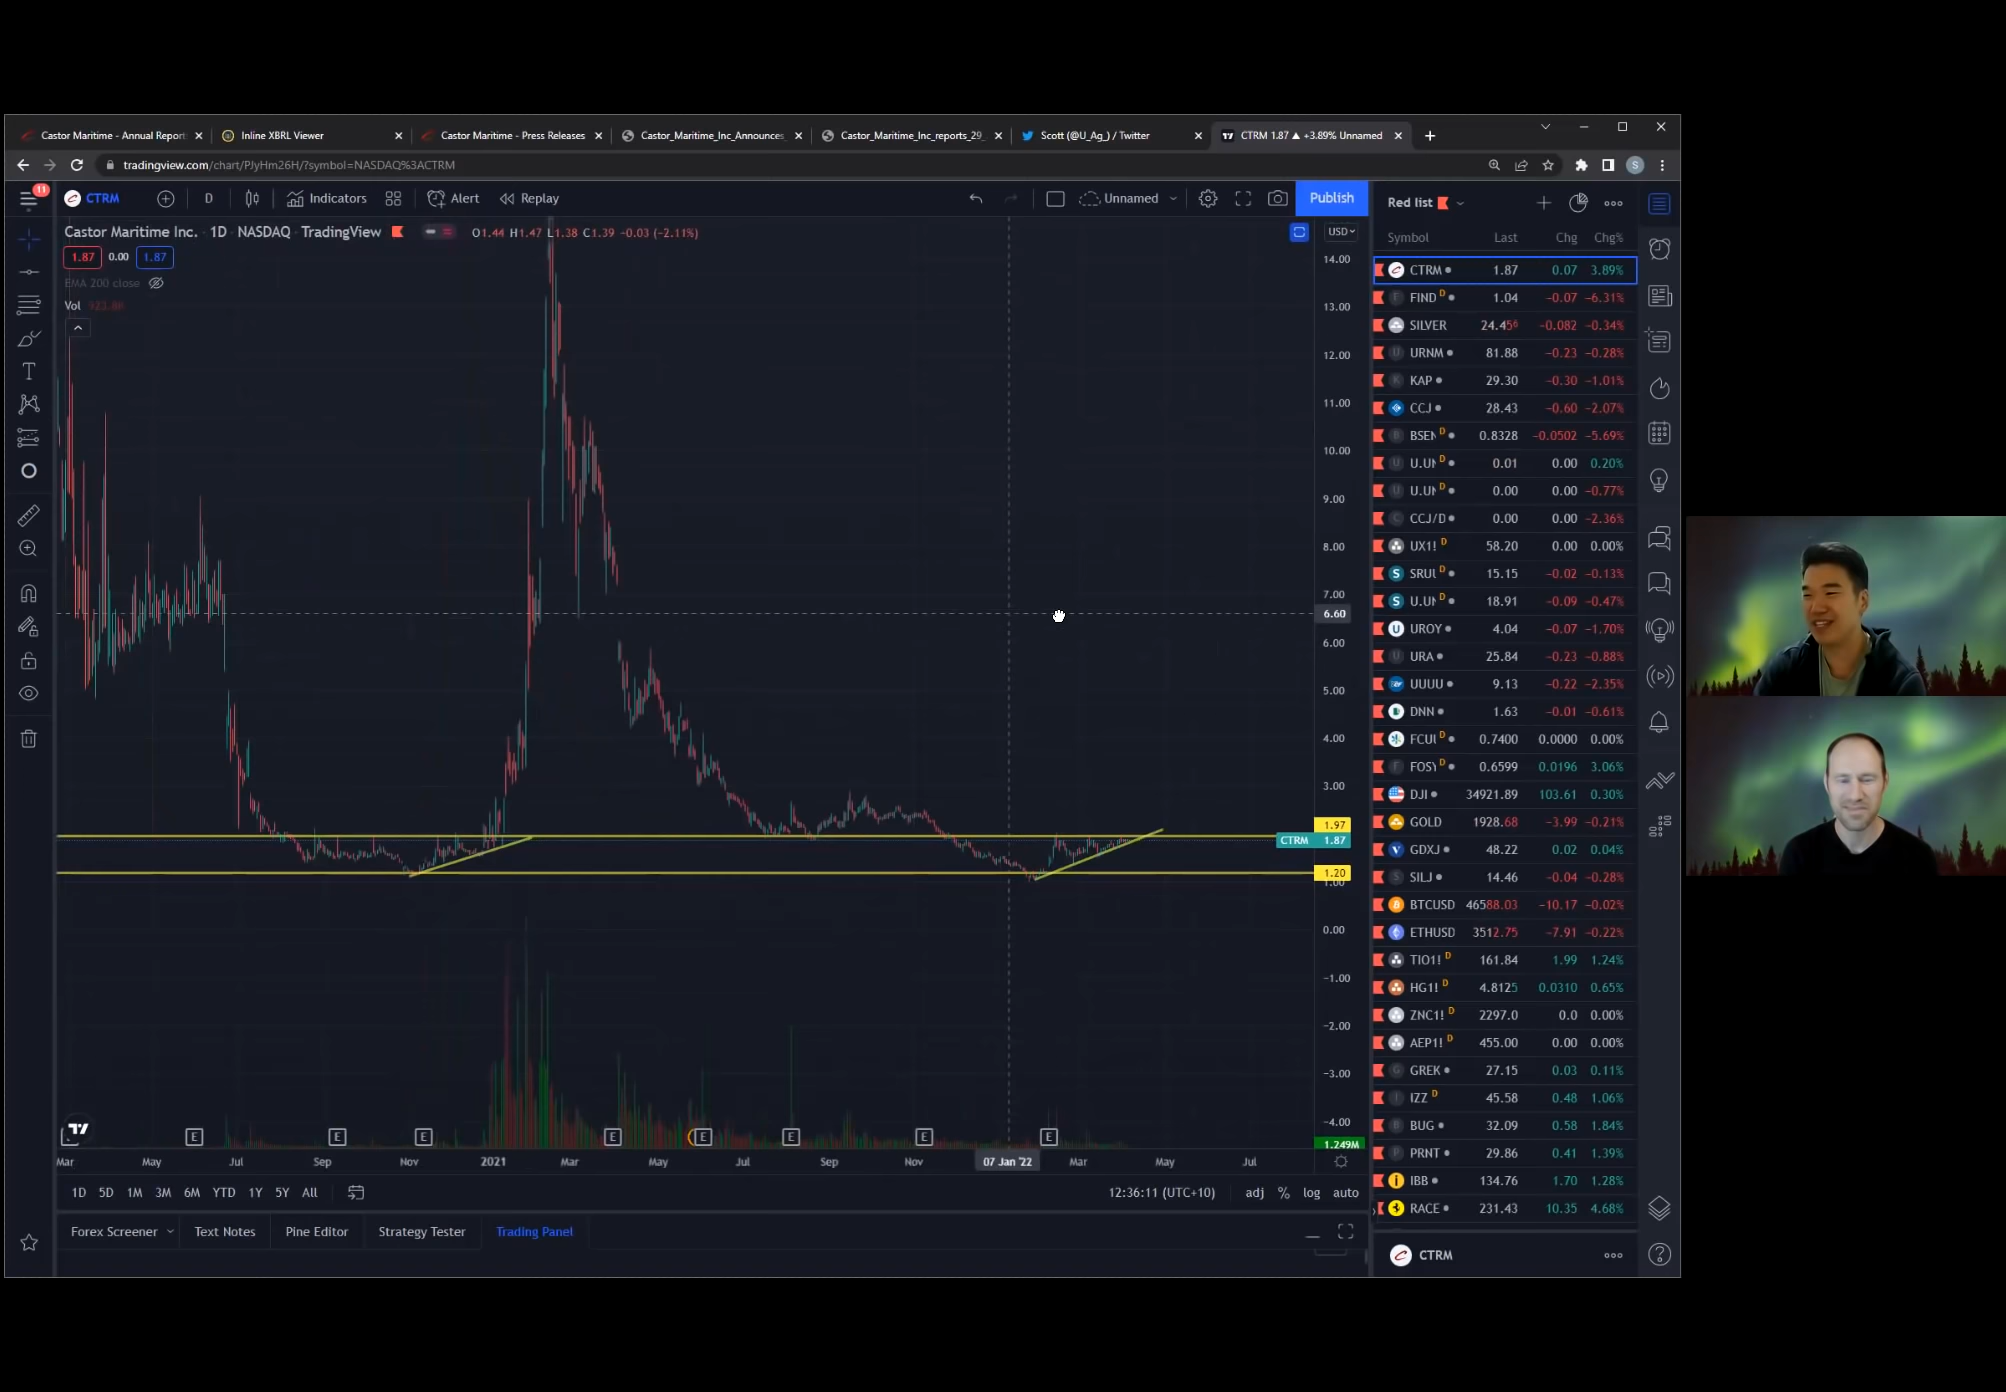 Castor Maritime - Annual Report
Inline XBRL Viewer
Castor Maritime - Press Releases
Castor_Maritime_Inc_Announces_
Castor_Maritime_Inc_reports_29_
Scott (@U_Ag_) / Twitter
CTRM 1.87 ▲ +3.89% Unnamed
tradingview.com/chart/PJyHm26H/?symbol=NASDAQ%3ACTRM
S
11
CTRM
D
Indicators
Alert
Replay
Unnamed
Publish
Castor Maritime Inc. · 1D · NASDAQ · TradingView
O1.44 H1.47 L1.38 C1.39 -0.03 (-2.11%)
USD
1.87 0.00 1.87
EMA 200 close
Vol
14.00
13.00
12.00
11.00
10.00
9.00
8.00
7.00
6.60
6.00
5.00
4.00
3.00
1.97
CTRM 1.87
1.20
1.00
0.00
-1.00
-2.00
-3.00
-4.00
1.249M
E E E E E E E E
Mar May Jul Sep Nov 2021 Mar May Jul Sep Nov 07 Jan '22 Mar May Jul
1D 5D 1M 3M 6M YTD 1Y 5Y All
12:36:11 (UTC+10) adj % log auto
Forex Screener Text Notes Pine Editor Strategy Tester Trading Panel
Red list
Symbol Last Chg Chg%
CTRM 1.87 0.07 3.89%
FIND D 1.04 -0.07 -6.31%
SILVER 24.456 -0.082 -0.34%
URNM 81.88 -0.23 -0.28%
KAP 29.30 -0.30 -1.01%
CCJ 28.43 -0.60 -2.07%
BSEN D 0.8328 -0.0502 -5.69%
U.UN D 0.01 0.00 0.20%
U.UN D 0.00 0.00 -0.77%
CCJ/D 0.00 0.00 -2.36%
UX1! D 58.20 0.00 0.00%
SRUU D 15.15 -0.02 -0.13%
U.UN D 18.91 -0.09 -0.47%
UROY 4.04 -0.07 -1.70%
URA 25.84 -0.23 -0.88%
UUUU 9.13 -0.22 -2.35%
DNN 1.63 -0.01 -0.61%
FCUU D 0.7400 0.0000 0.00%
FOSY D 0.6599 0.0196 3.06%
DJI 34921.89 103.61 0.30%
GOLD 1928.68 -3.99 -0.21%
GDXJ 48.22 0.02 0.04%
SILJ 14.46 -0.04 -0.28%
BTCUSD 46588.03 -10.17 -0.02%
ETHUSD 3512.75 -7.91 -0.22%
TIO1! D 161.84 1.99 1.24%
HG1! D 4.8125 0.0310 0.65%
ZNC1! D 2297.0 0.0 0.00%
AEP1! D 455.00 0.00 0.00%
GREK 27.15 0.03 0.11%
IZZ D 45.58 0.48 1.06%
BUG 32.09 0.58 1.84%
PRNT 29.86 0.41 1.39%
IBB 134.76 1.70 1.28%
RACE 231.43 10.35 4.68%
CTRM